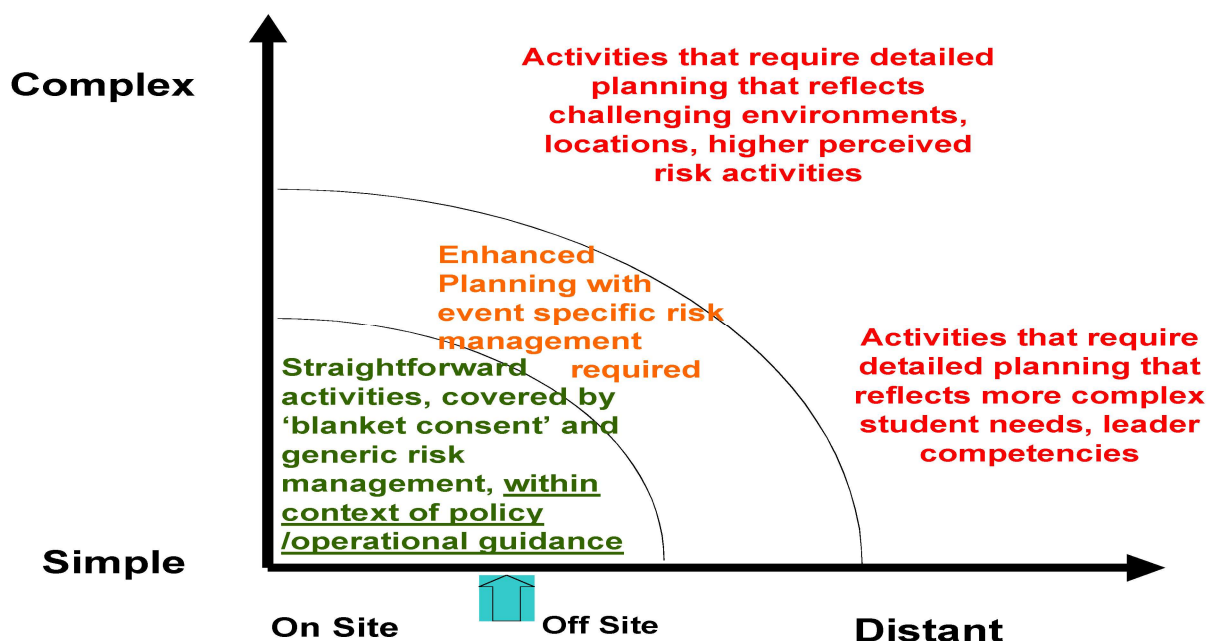 Complex
Activities that require detailed
planning that reflects
challenging environments,
locations, higher perceived
risk activities
Enhanced
Planning with
event specific risk
management
required
Straightforward
activities, covered by
‘blanket consent’ and
generic risk
management, within
context of policy
/operational guidance
Activities that require
detailed planning that
reflects more complex
student needs, leader
competencies
Simple
On Site
Off Site
Distant